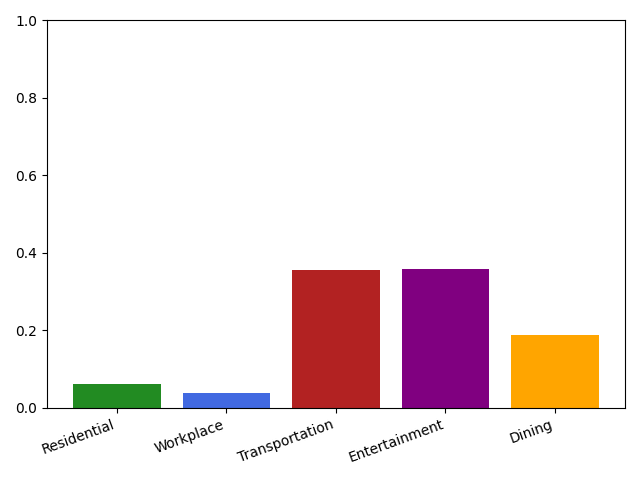 1.0
0.8
0.6
0.4
0.2
0.0
Residential
Workplace
Transportation
Entertainment
Dining